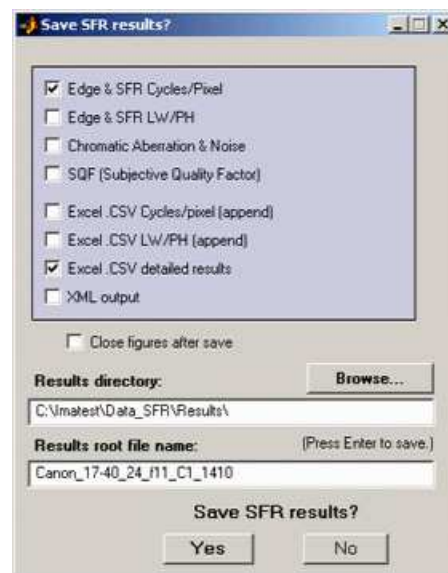 Save SFR results?
Edge & SFR Cycles/Pixel
Edge & SFR LW/PH
Chromatic Aberration & Noise
SQF (Subjective Quality Factor)
Excel .CSV Cycles/pixel (append)
Excel .CSV LW/PH (append)
Excel .CSV detailed results
XML output
Close figures after save
Results directory:
Browse...
C:\Imatest\Data_SFR\Results\
Results root file name:
(Press Enter to save.)
Canon_17-40_24_f11_C1_1410
Save SFR results?
Yes
No